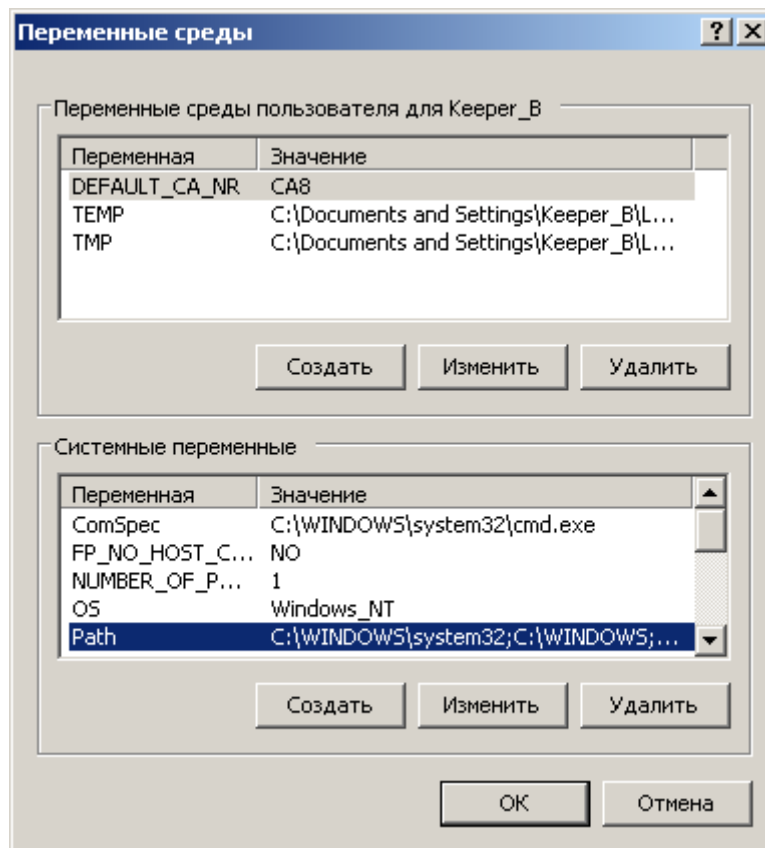 Переменные среды
Переменные среды пользователя для Keeper_B
Переменная Значение
DEFAULT_CA_NR CA8
TEMP C:\Documents and Settings\Keeper_B\L...
TMP C:\Documents and Settings\Keeper_B\L...
Создать Изменить Удалить
Системные переменные
Переменная Значение
ComSpec C:\WINDOWS\system32\cmd.exe
FP_NO_HOST_C... NO
NUMBER_OF_P... 1
OS Windows_NT
Path C:\WINDOWS\system32;C:\WINDOWS;...
Создать Изменить Удалить
ОК Отмена